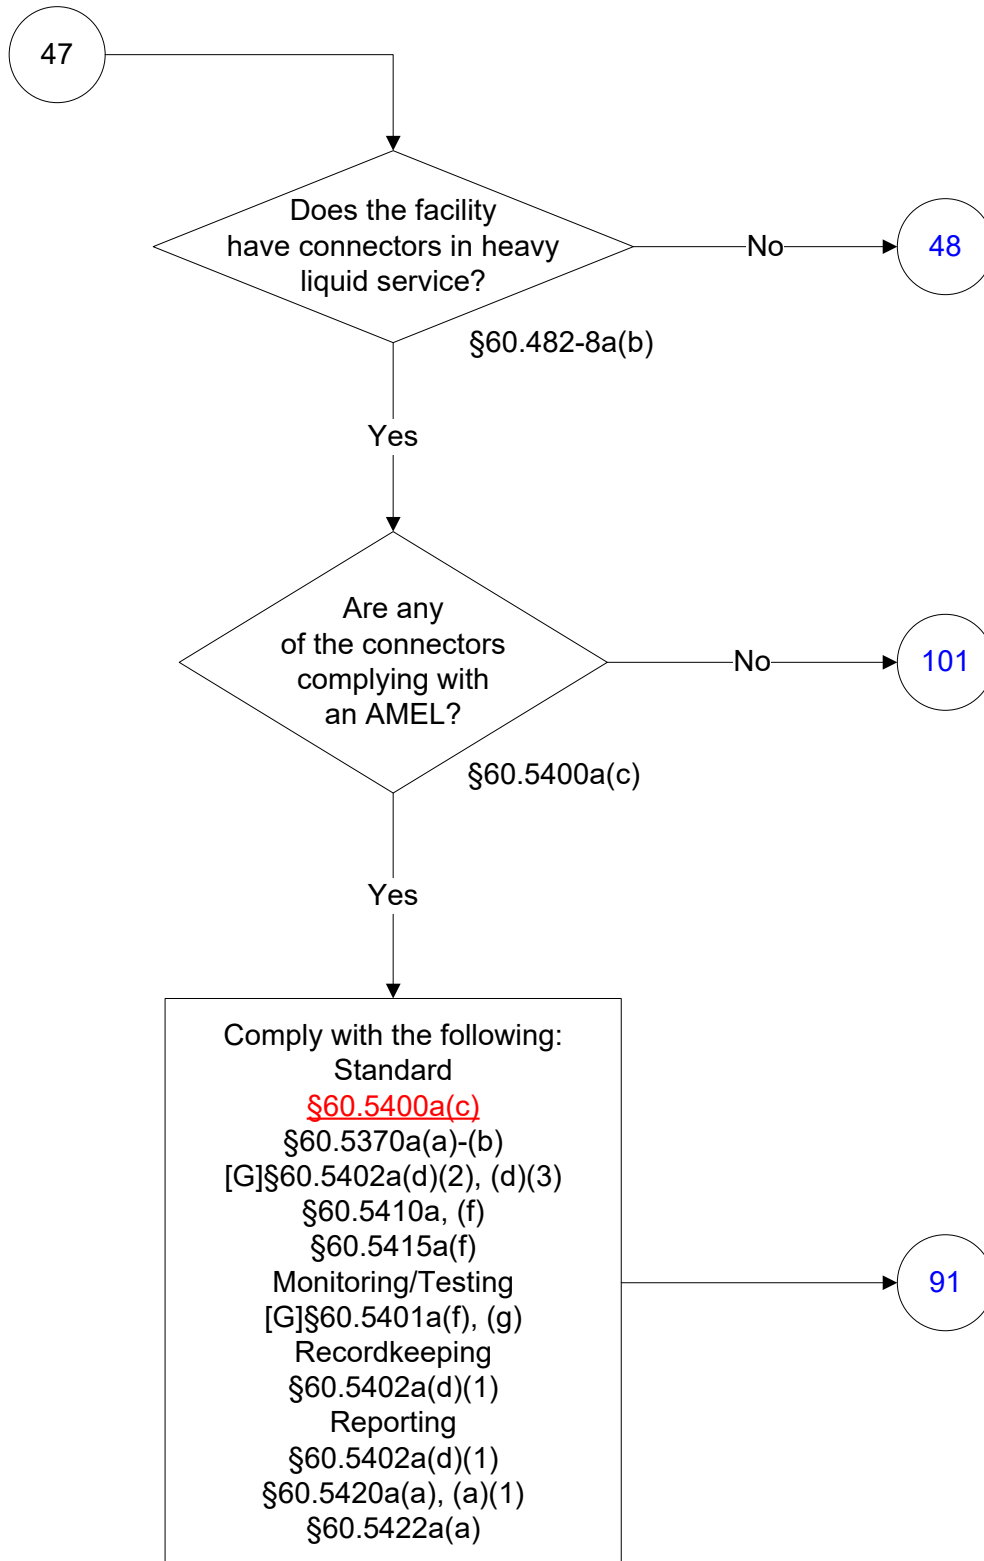 47
Does the facility
have connectors in heavy
liquid service?
No
48
§60.482-8a(b)
Yes
Are any
of the connectors
complying with
an AMEL?
No
101
§60.5400a(c)
Yes
Comply with the following:
Standard
§60.5400a(c)
§60.5370a(a)-(b)
[G]§60.5402a(d)(2), (d)(3)
§60.5410a, (f)
§60.5415a(f)
Monitoring/Testing
[G]§60.5401a(f), (g)
Recordkeeping
§60.5402a(d)(1)
Reporting
§60.5402a(d)(1)
§60.5420a(a), (a)(1)
§60.5422a(a)
91